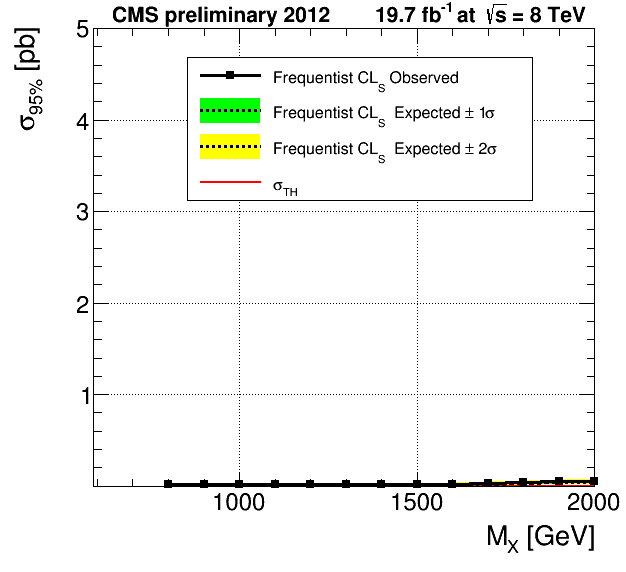 CMS preliminary 2012 19.7 fb⁻¹ at √s = 8 TeV
σ95% [pb]
5
4
3
2
1
Frequentist CLS Observed
Frequentist CLS Expected ± 1σ
Frequentist CLS Expected ± 2σ
σTH
1000 1500 2000
MX [GeV]